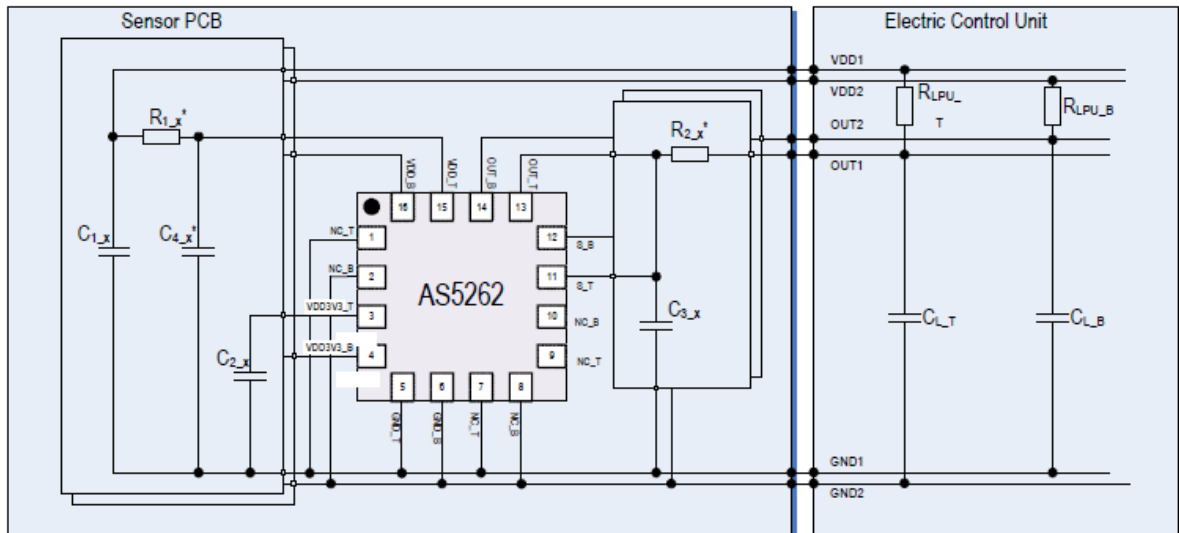 Sensor PCB
Electric Control Unit
VDD1
VDD2
R1_x*
RLPU_T
RLPU_B
R2_x*
OUT2
OUT1
VDD_B
VDD_T
OUT_B
OUT_T
16
15
14
13
C1_x
C4_x*
NC_T
1
12
S_B
NC_B
2
11
S_T
AS5262
VDD3V3_T
3
10
NC_B
C3_x
CL_T
CL_B
VDD3V3_B
4
9
NC_T
C2_x
5
6
7
8
GND_T
GND_B
NC_T
NC_B
GND1
GND2